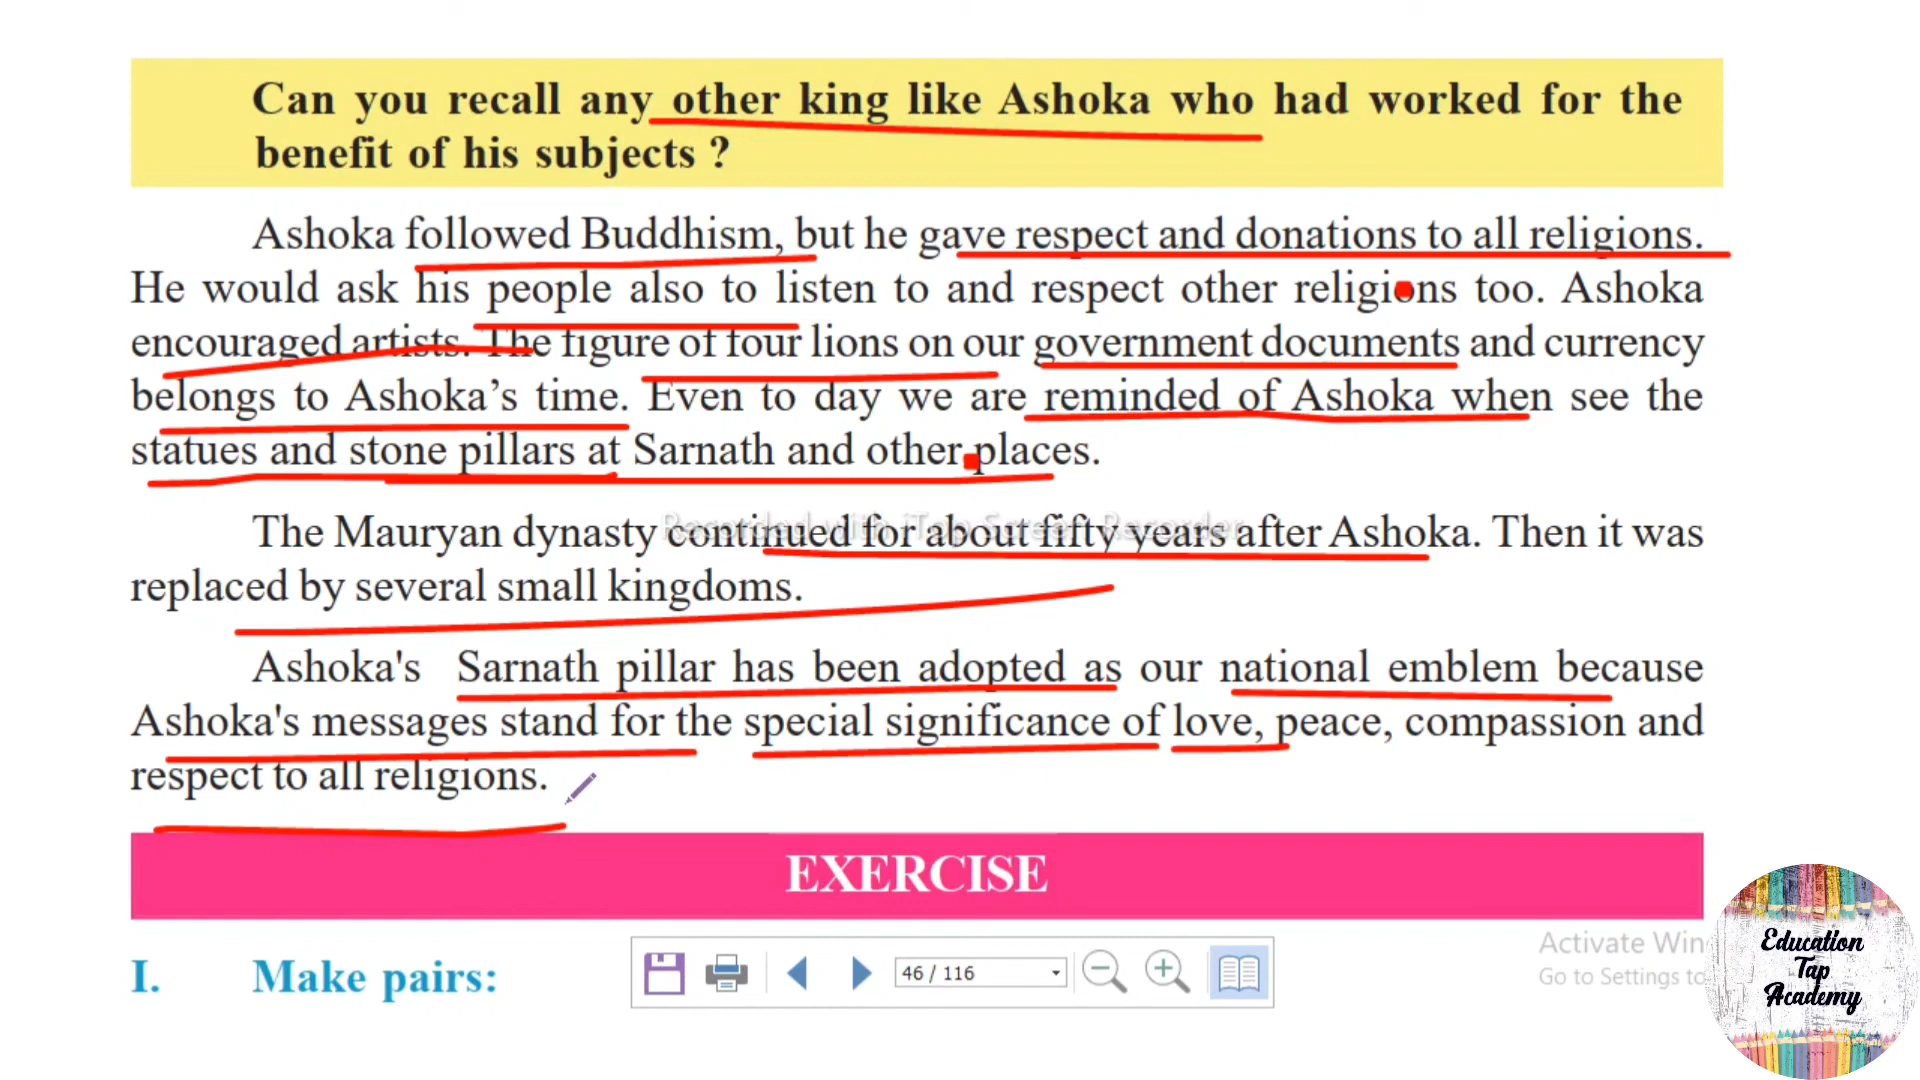 Can you recall any other king like Ashoka who had worked for the
benefit of his subjects ?
Ashoka followed Buddhism, but he gave respect and donations to all religions.
He would ask his people also to listen to and respect other religions too. Ashoka
encouraged artists. The figure of four lions on our government documents and currency
belongs to Ashoka’s time. Even to day we are reminded of Ashoka when see the
statues and stone pillars at Sarnath and other places.
Recorded with iTop Screen Recorder
The Mauryan dynasty continued for about fifty years after Ashoka. Then it was
replaced by several small kingdoms.
Ashoka's Sarnath pillar has been adopted as our national emblem because
Ashoka's messages stand for the special significance of love, peace, compassion and
respect to all religions.
EXERCISE
I. Make pairs:
46 / 116
Activate Win
Go to Settings to
Education
Tap
Academy